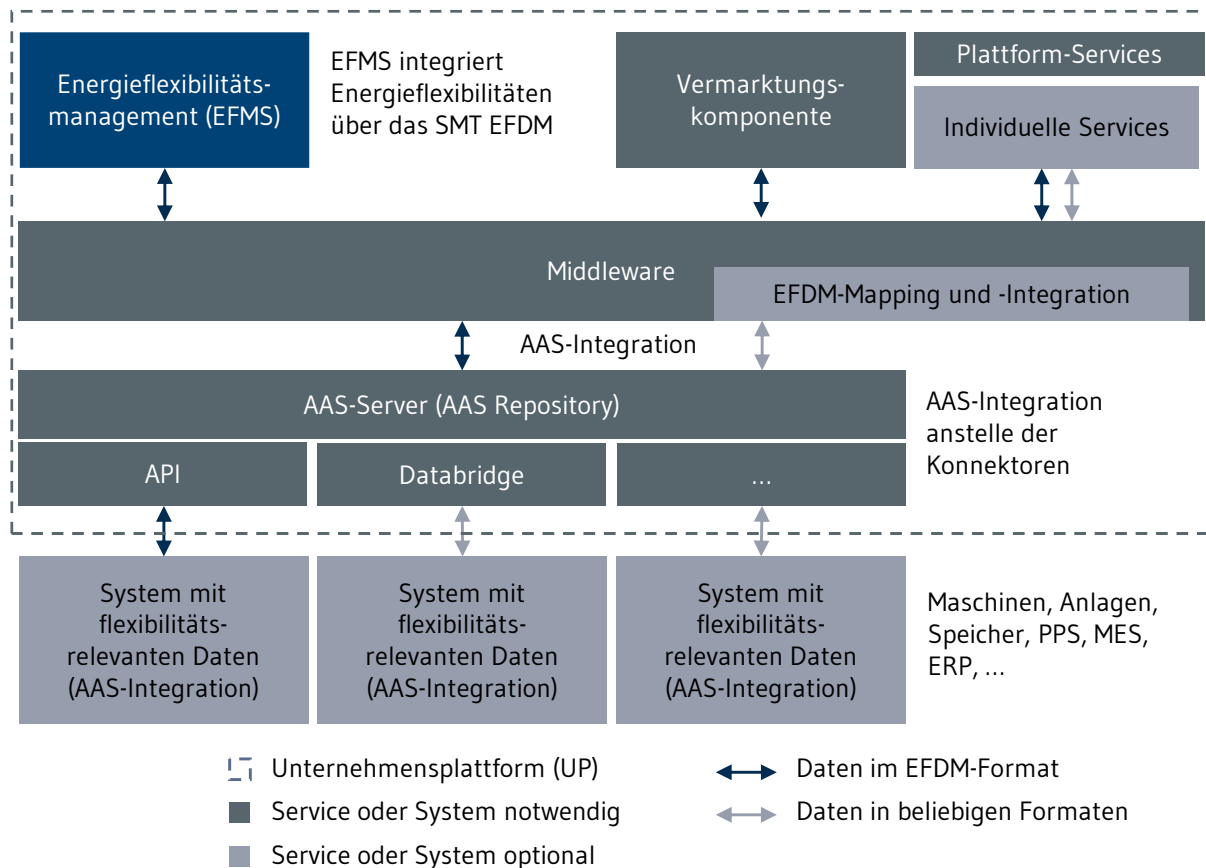 Energieflexibilitäts-
management (EFMS)
EFMS integriert
Energieflexibilitäten
über das SMT EFDM
Vermarktungs-
komponente
Plattform-Services
Individuelle Services
Middleware
EFDM-Mapping und -Integration
AAS-Integration
AAS-Server (AAS Repository)
API
Databridge
...
AAS-Integration
anstelle der
Konnektoren
System mit
flexibilitäts-
relevanten Daten
(AAS-Integration)
System mit
flexibilitäts-
relevanten Daten
(AAS-Integration)
System mit
flexibilitäts-
relevanten Daten
(AAS-Integration)
Maschinen, Anlagen,
Speicher, PPS, MES,
ERP, ...
Unternehmensplattform (UP)
Service oder System notwendig
Service oder System optional
Daten im EFDM-Format
Daten in beliebigen Formaten